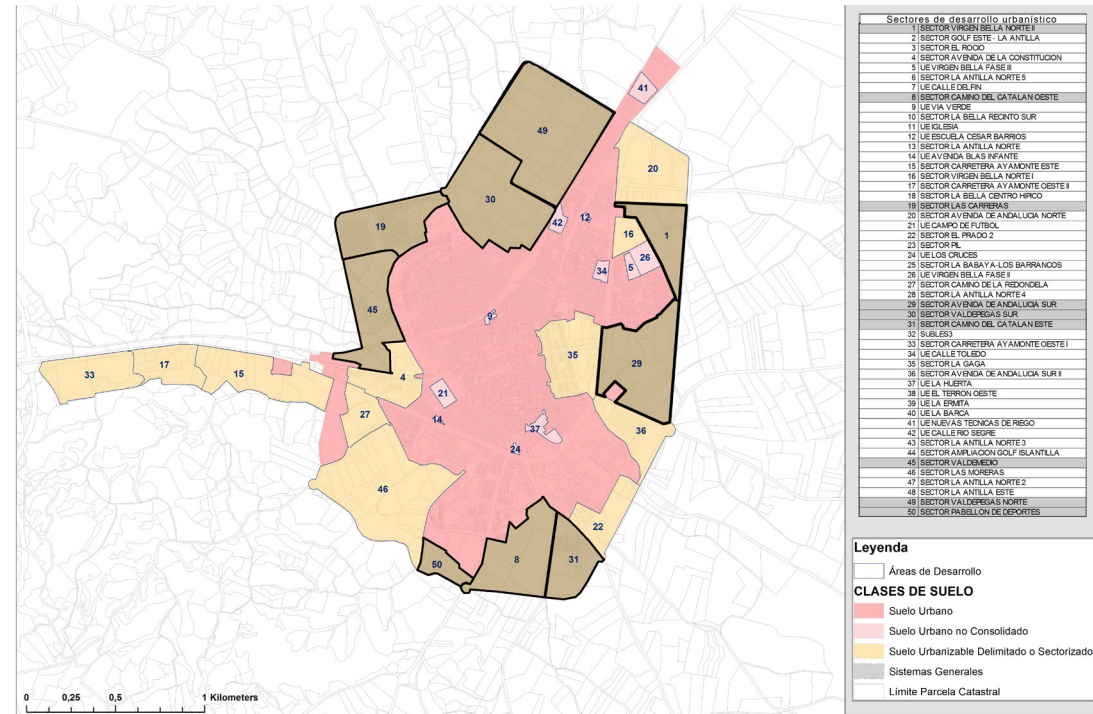 Sectores de desarrollo urbanístico
1 SECTOR VIRGEN BELLA NORTE II
2 SECTOR GOLF ESTE - LA ANTILLA
3 SECTOR EL ROCIO
4 SECTOR AVENIDA DE LA CONSTITUCION
5 UE VIRGEN BELLA FASE III
6 SECTOR LA ANTILLA NORTE 5
7 UE CALLE DELFIN
8 SECTOR CAMINO DEL CATALAN OESTE
9 UE VIA VERDE
10 SECTOR LA BELLA RECINTO SUR
11 UE IGLESIA
12 UE ESCUELA CESAR BARRIOS
13 SECTOR LA ANTILLA NORTE
14 UE AVENIDA BLAS INFANTE
15 SECTOR CARRETERA AYAMONTE ESTE
16 SECTOR VIRGEN BELLA NORTE I
17 SECTOR CARRETERA AYAMONTE OESTE II
18 SECTOR LA BELLA CENTRO HIPICO
19 SECTOR LAS CARRERAS
20 SECTOR AVENIDA DE ANDALUCIA NORTE
21 UE CAMPO DE FUTBOL
22 SECTOR EL PRADO 2
23 SECTOR PIL
24 UE LOS CRUCES
25 SECTOR LA BABAYA-LOS BARRANCOS
26 UE VIRGEN BELLA FASE II
27 SECTOR CAMINO DE LA REDONDELA
28 SECTOR LA ANTILLA NORTE 4
29 SECTOR AVENIDA DE ANDALUCIA SUR
30 SECTOR VALDEPEGAS SUR
31 SECTOR CAMINO DEL CATALAN ESTE
32 SUBLES3
33 SECTOR CARRETERA AYAMONTE OESTE I
34 UE CALLE TOLEDO
35 SECTOR LA GAGA
36 SECTOR AVENIDA DE ANDALUCIA SUR II
37 UE LA HUERTA
38 UE EL TERRON OESTE
39 UE LA ERMITA
40 UE LA BARCA
41 UE NUEVAS TECNICAS DE RIEGO
42 UE CALLE RIO SEGRE
43 SECTOR LA ANTILLA NORTE 3
44 SECTOR AMPLIACION GOLF ISLANTILLA
45 SECTOR VALDEMEDIO
46 SECTOR LAS MORERAS
47 SECTOR LA ANTILLA NORTE 2
48 SECTOR LA ANTILLA ESTE
49 SECTOR VALDEPEGAS NORTE
50 SECTOR PABELLON DE DEPORTES
41
49
20
30
42
12
19
16
1
26
5
34
45
9
35
29
33
17
15
4
21
27
14
37
36
24
46
22
8
31
50
Leyenda
Áreas de Desarrollo
CLASES DE SUELO
Suelo Urbano
Suelo Urbano no Consolidado
Suelo Urbanizable Delimitado o Sectorizado
Sistemas Generales
Límite Parcela Catastral
0 0,25 0,5 1 Kilometers